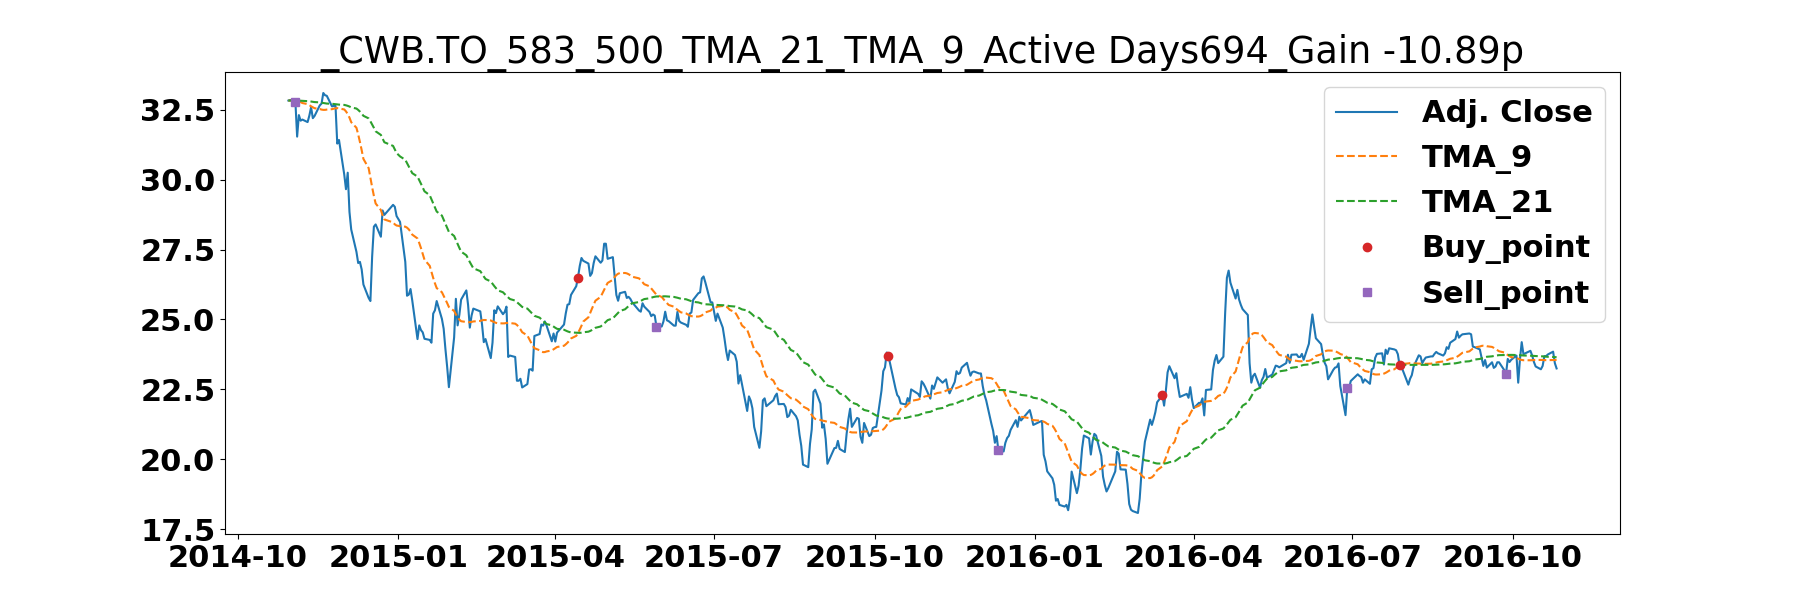 _CWB.TO_583_500_TMA_21_TMA_9_Active Days694_Gain -10.89p
32.5
30.0
27.5
25.0
22.5
20.0
17.5
2014-10 2015-01 2015-04 2015-07 2015-10 2016-01 2016-04 2016-07 2016-10
Adj. Close
TMA_9
TMA_21
Buy_point
Sell_point